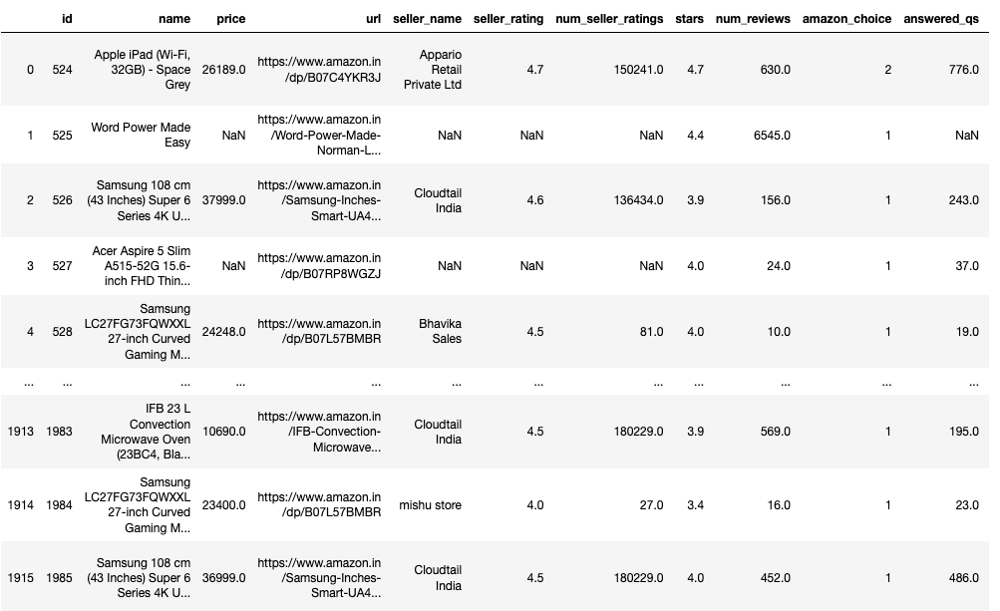 id name price url seller_name seller_rating num_seller_ratings stars num_reviews amazon_choice answered_qs
Apple iPad (Wi-Fi,
0 524 32GB) - Space 26189.0 https://www.amazon.in Appario 4.7 150241.0 4.7 630.0 2 776.0
Grey /dp/B07C4YKR3J Retail
Private Ltd
1 525 Word Power Made NaN https://www.amazon.in NaN NaN NaN 4.4 6545.0 1 NaN
Easy /Word-Power-Made-
Norman-L...
Samsung 108 cm https://www.amazon.in
2 526 (43 Inches) Super 6 37999.0 /Samsung-Inches- Cloudtail 4.6 136434.0 3.9 156.0 1 243.0
Series 4K U... Smart-UA4... India
Acer Aspire 5 Slim
3 527 A515-52G 15.6- NaN https://www.amazon.in NaN NaN NaN 4.0 24.0 1 37.0
inch FHD Thin... /dp/B07RP8WGZJ
Samsung
LC27FG73FQWXXL
4 528 27-inch Curved 24248.0 https://www.amazon.in Bhavika 4.5 81.0 4.0 10.0 1 19.0
Gaming M... /dp/B07L57BMBR Sales
... ... ... ... ... ... ... ... ... ... ... ...
IFB 23 L
Convection https://www.amazon.in
1913 1983 Microwave Oven 10690.0 /IFB-Convection- Cloudtail 4.5 180229.0 3.9 569.0 1 195.0
(23BC4, Bla... Microwave... India
Samsung
LC27FG73FQWXXL
1914 1984 27-inch Curved 23400.0 https://www.amazon.in mishu store 4.0 27.0 3.4 16.0 1 23.0
Gaming M... /dp/B07L57BMBR
Samsung 108 cm https://www.amazon.in
1915 1985 (43 Inches) Super 6 36999.0 /Samsung-Inches- Cloudtail 4.5 180229.0 4.0 452.0 1 486.0
Series 4K U... Smart-UA4... India